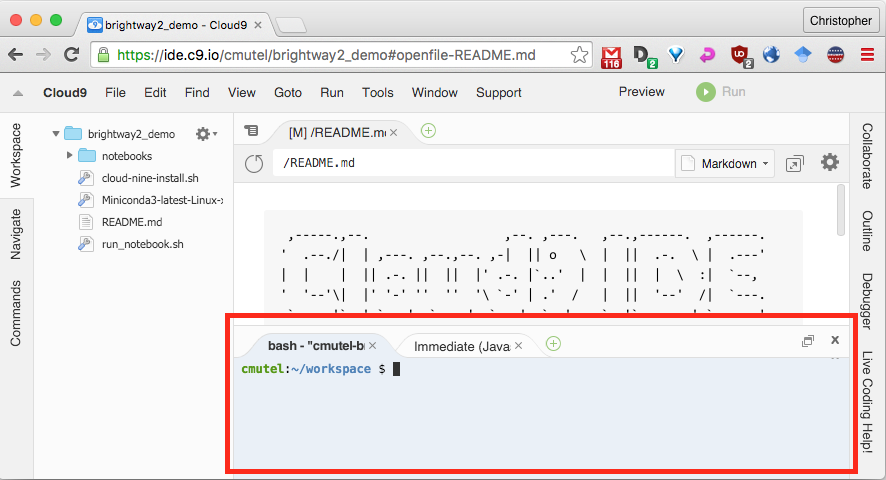 brightway2_demo - Cloud9
Christopher
https://ide.c9.io/cmutel/brightway2_demo#openfile-README.md
116
2
2
Cloud9 File Edit Find View Goto Run Tools Window Support Preview Run
Workspace
Navigate
Commands
brightway2_demo
notebooks
cloud-nine-install.sh
Miniconda3-latest-Linux-x
README.md
run_notebook.sh
[M] /README.m
/README.md
Markdown
bash - "cmutel-b
Immediate (Java
cmutel:~/workspace $
Collaborate
Outline
Debugger
Live Coding Help!